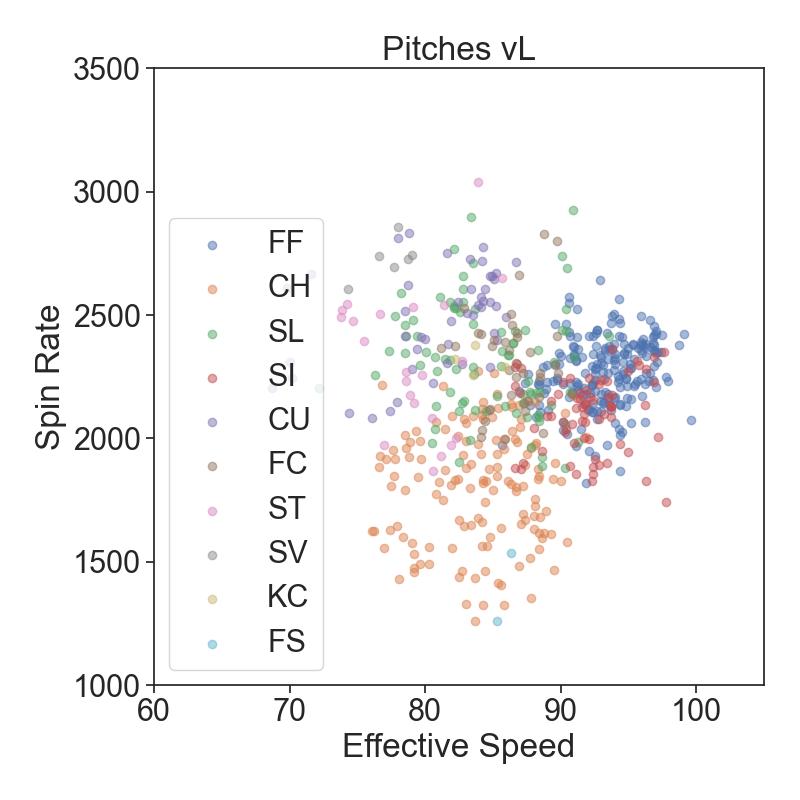 Pitches vL
3500
3000
2500
2000
1500
1000
Spin Rate
FF
CH
SL
SI
CU
FC
ST
SV
KC
FS
60 70 80 90 100
Effective Speed